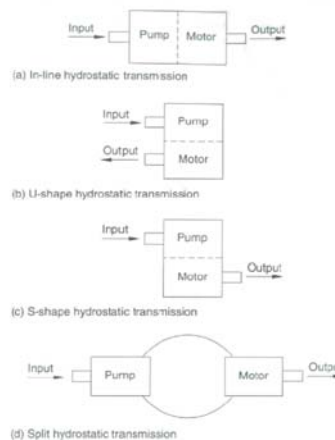 Input Pump Motor Output
(a) In-line hydrostatic transmission
Input Pump
Output Motor
(b) U-shape hydrostatic transmission
Input Pump
Motor Output
(c) S-shape hydrostatic transmission
Input Pump Motor Outpu
(d) Split hydrostatic transmission